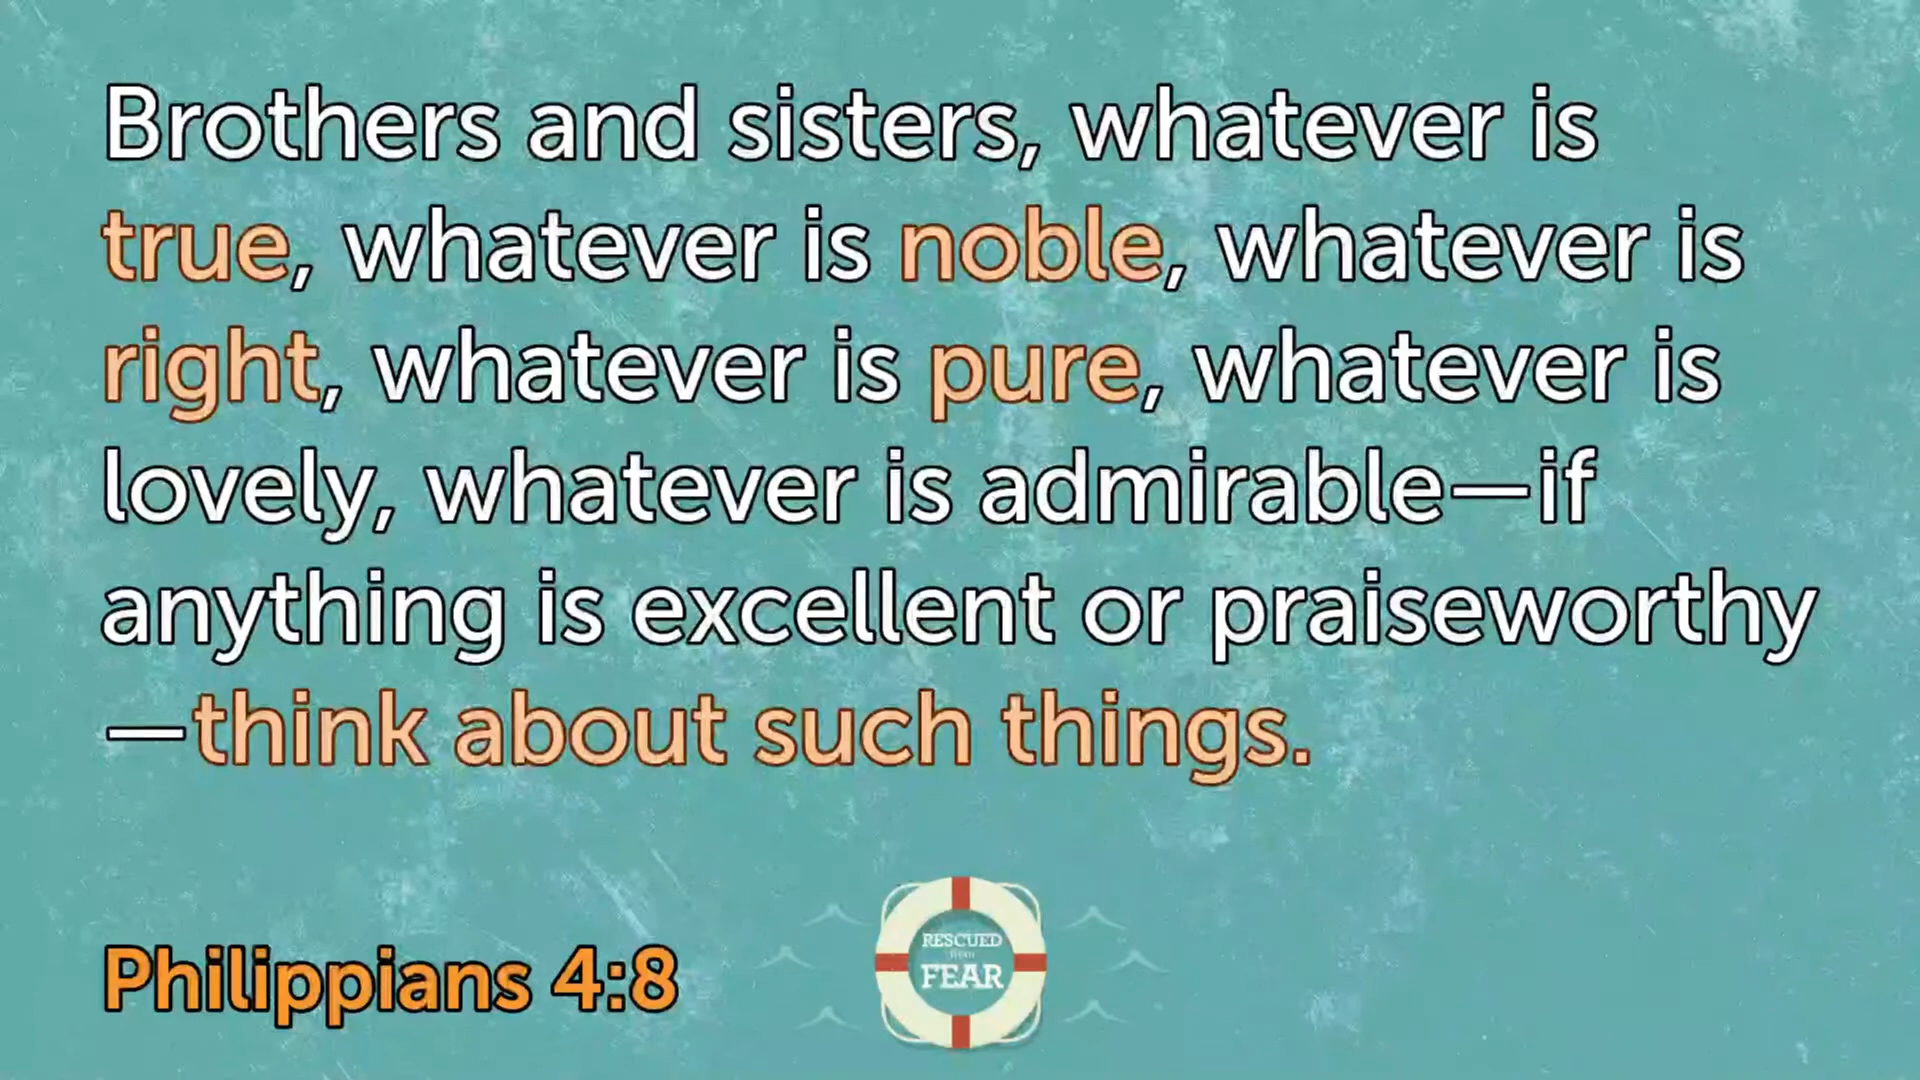 Brothers and sisters, whatever is
true, whatever is noble, whatever is
right, whatever is pure, whatever is
lovely, whatever is admirable—if
anything is excellent or praiseworthy
—think about such things.
Philippians 4:8
RESCUED
FEAR